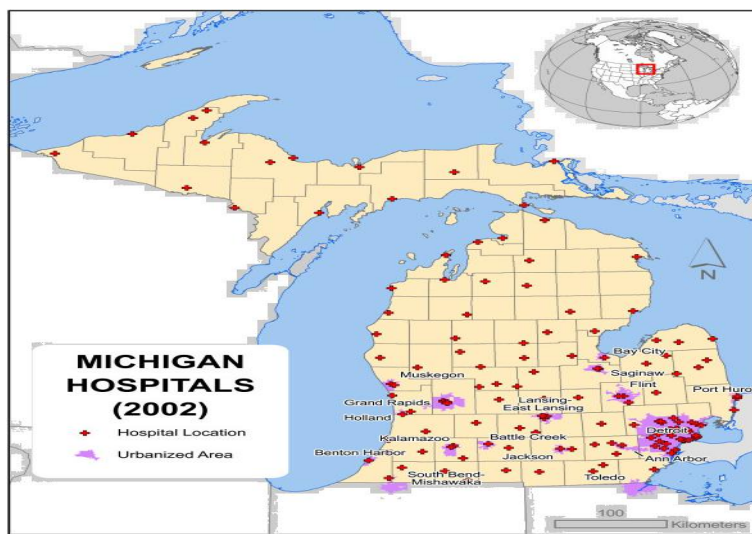 N
MICHIGAN
HOSPITALS
(2002)
Hospital Location
Urbanized Area
Bay City
Saginaw
Muskegon
Flint
Port Huro
Grand Rapids
Lansing-
East Lansing
Holland
Detroit
Kalamazoo
Battle Creek
Benton Harbor
Jackson
Ann Arbor
South Bend-
Mishawaka
Toledo
100
Kilometers